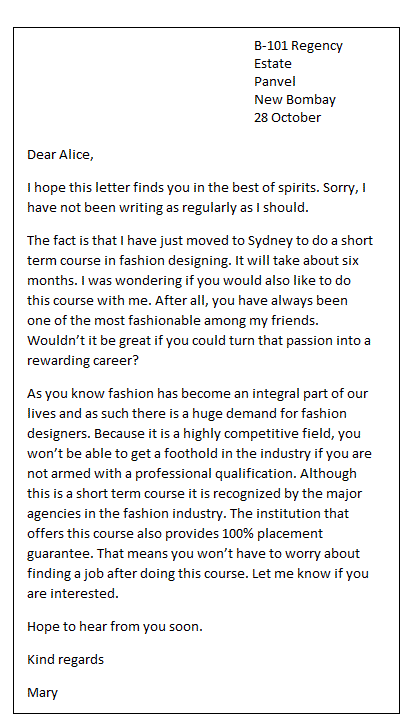 B-101 Regency
Estate
Panvel
New Bombay
28 October
Dear Alice,
I hope this letter finds you in the best of spirits. Sorry, I
have not been writing as regularly as I should.
The fact is that I have just moved to Sydney to do a short
term course in fashion designing. It will take about six
months. I was wondering if you would also like to do
this course with me. After all, you have always been
one of the most fashionable among my friends.
Wouldn’t it be great if you could turn that passion into a
rewarding career?
As you know fashion has become an integral part of our
lives and as such there is a huge demand for fashion
designers. Because it is a highly competitive field, you
won’t be able to get a foothold in the industry if you are
not armed with a professional qualification. Although
this is a short term course it is recognized by the major
agencies in the fashion industry. The institution that
offers this course also provides 100% placement
guarantee. That means you won’t have to worry about
finding a job after doing this course. Let me know if you
are interested.
Hope to hear from you soon.
Kind regards
Mary